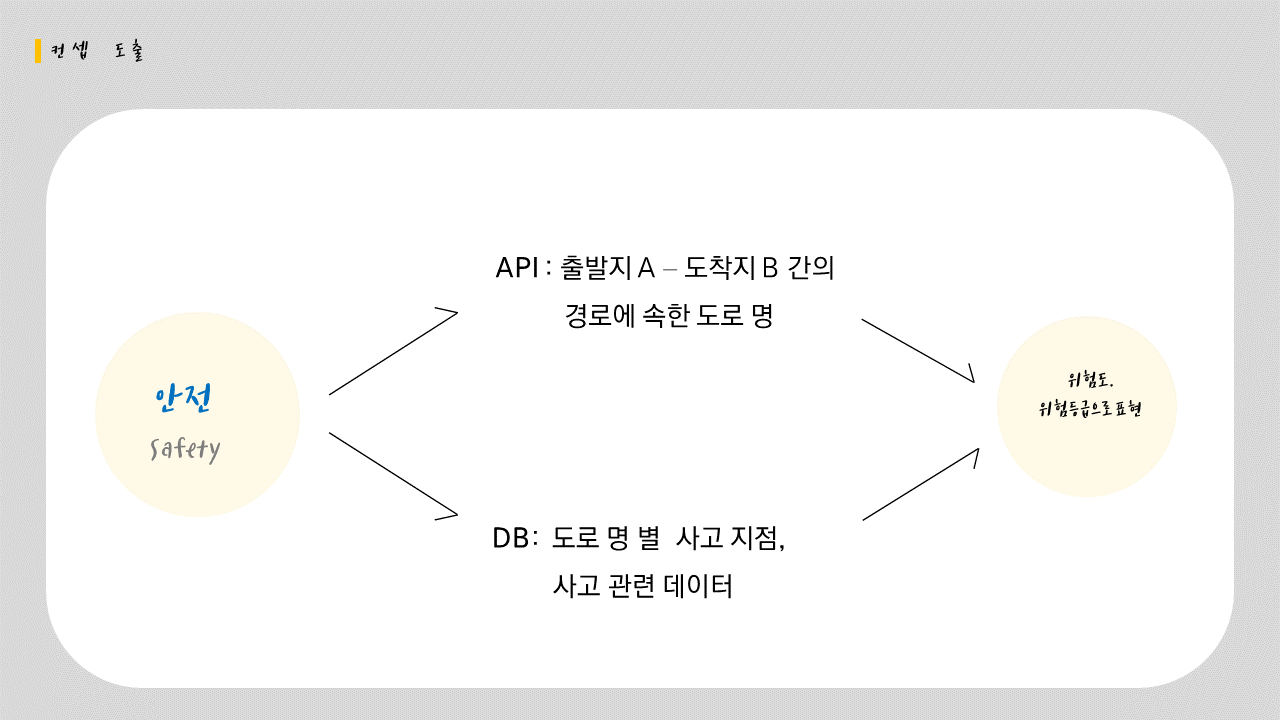 컨셉 도출
API : 출발지 A – 도착지 B 간의
경로에 속한 도로 명
안전
safety
위험도.
위험등급으로 표현
DB: 도로 명 별 사고 지점,
사고 관련 데이터